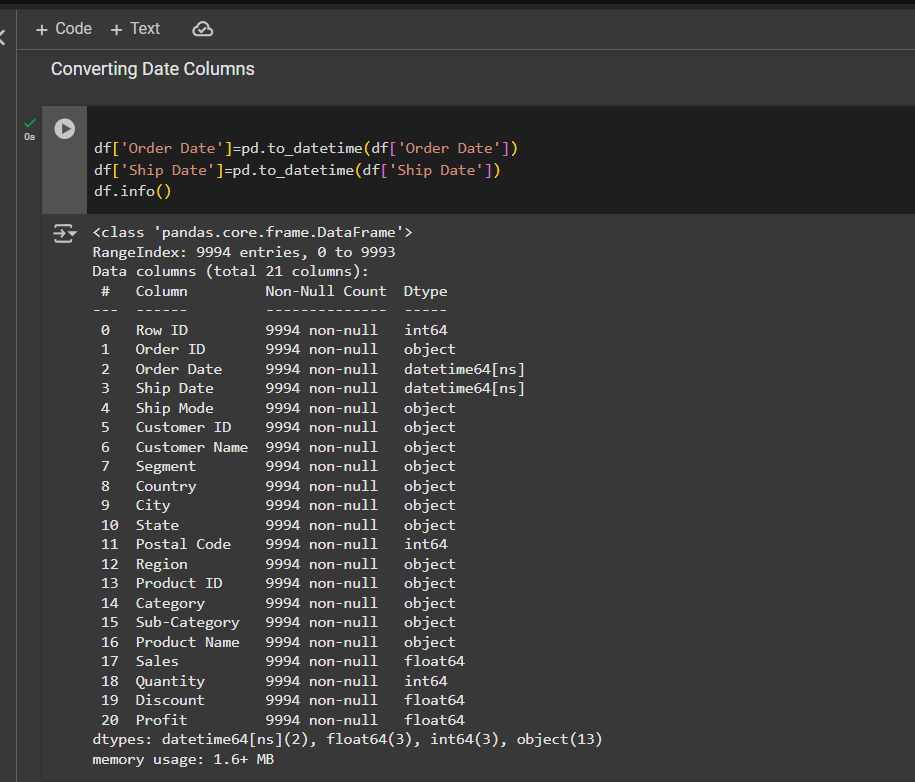 + Code + Text
Converting Date Columns
0s
df['Order Date']=pd.to_datetime(df['Order Date'])
df['Ship Date']=pd.to_datetime(df['Ship Date'])
df.info()
<class 'pandas.core.frame.DataFrame'>
RangeIndex: 9994 entries, 0 to 9993
Data columns (total 21 columns):
 #   Column         Non-Null Count  Dtype
---  ------         --------------  -----
 0   Row ID         9994 non-null   int64
 1   Order ID       9994 non-null   object
 2   Order Date     9994 non-null   datetime64[ns]
 3   Ship Date      9994 non-null   datetime64[ns]
 4   Ship Mode      9994 non-null   object
 5   Customer ID    9994 non-null   object
 6   Customer Name  9994 non-null   object
 7   Segment        9994 non-null   object
 8   Country        9994 non-null   object
 9   City           9994 non-null   object
 10  State          9994 non-null   object
 11  Postal Code    9994 non-null   int64
 12  Region         9994 non-null   object
 13  Product ID     9994 non-null   object
 14  Category       9994 non-null   object
 15  Sub-Category   9994 non-null   object
 16  Product Name   9994 non-null   object
 17  Sales          9994 non-null   float64
 18  Quantity       9994 non-null   int64
 19  Discount       9994 non-null   float64
 20  Profit         9994 non-null   float64
dtypes: datetime64[ns](2), float64(3), int64(3), object(13)
memory usage: 1.6+ MB